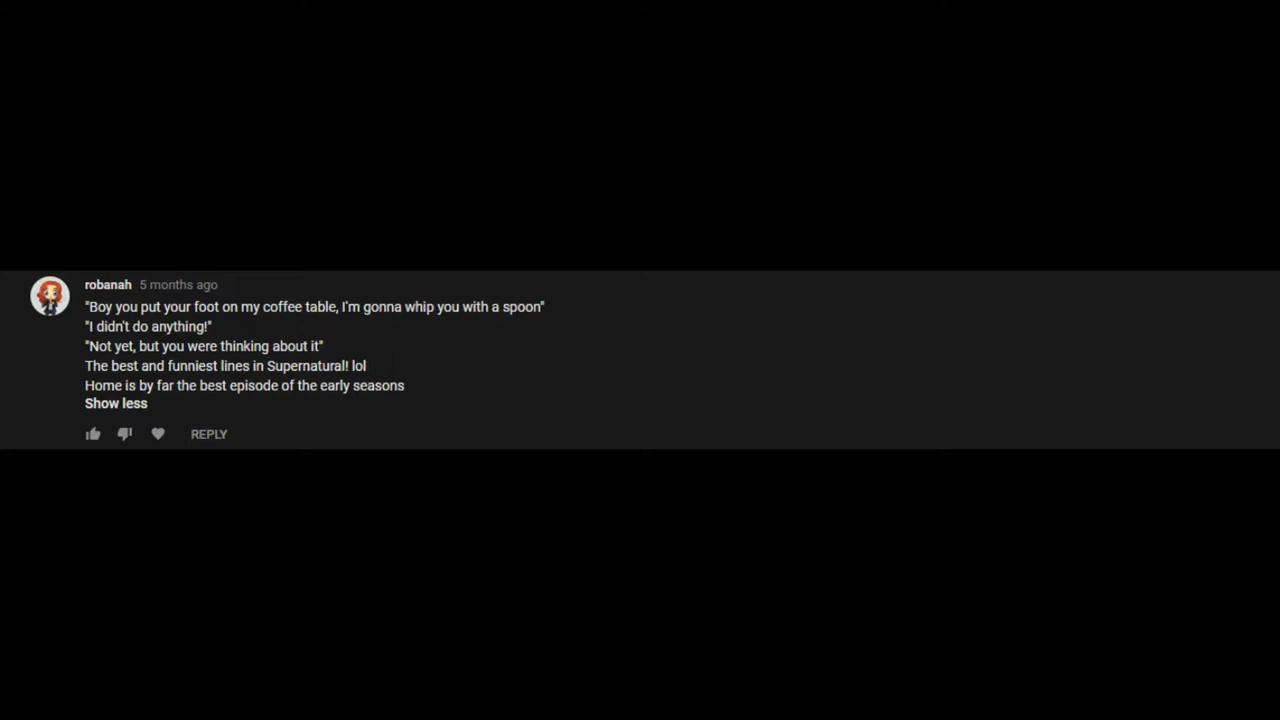 robanah 5 months ago
"Boy you put your foot on my coffee table, I'm gonna whip you with a spoon"
"I didn't do anything!"
"Not yet, but you were thinking about it"
The best and funniest lines in Supernatural! lol
Home is by far the best episode of the early seasons
Show less
REPLY